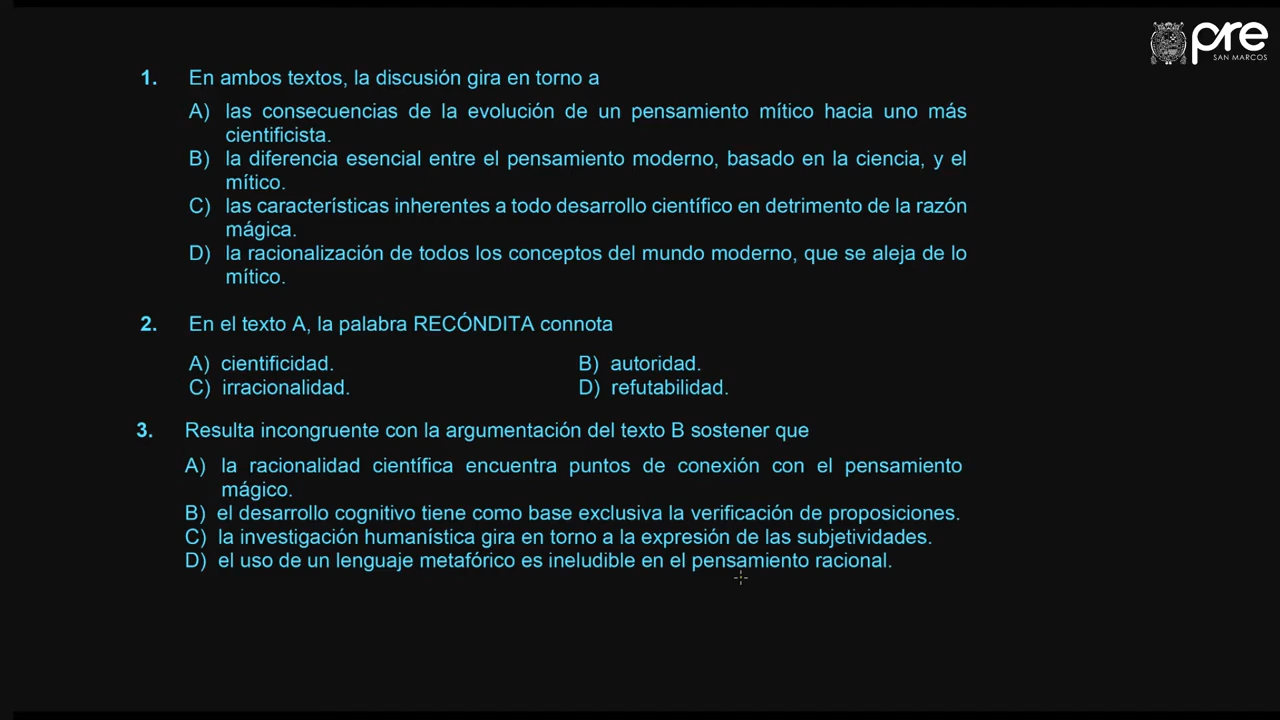 pre
SAN MARCOS
1. En ambos textos, la discusión gira en torno a
A) las consecuencias de la evolución de un pensamiento mítico hacia uno más
cientificista.
B) la diferencia esencial entre el pensamiento moderno, basado en la ciencia, y el
mítico.
C) las características inherentes a todo desarrollo científico en detrimento de la razón
mágica.
D) la racionalización de todos los conceptos del mundo moderno, que se aleja de lo
mítico.
2. En el texto A, la palabra RECÓNDITA connota
A) cientificidad. B) autoridad.
C) irracionalidad. D) refutabilidad.
3. Resulta incongruente con la argumentación del texto B sostener que
A) la racionalidad científica encuentra puntos de conexión con el pensamiento
mágico.
B) el desarrollo cognitivo tiene como base exclusiva la verificación de proposiciones.
C) la investigación humanística gira en torno a la expresión de las subjetividades.
D) el uso de un lenguaje metafórico es ineludible en el pensamiento racional.